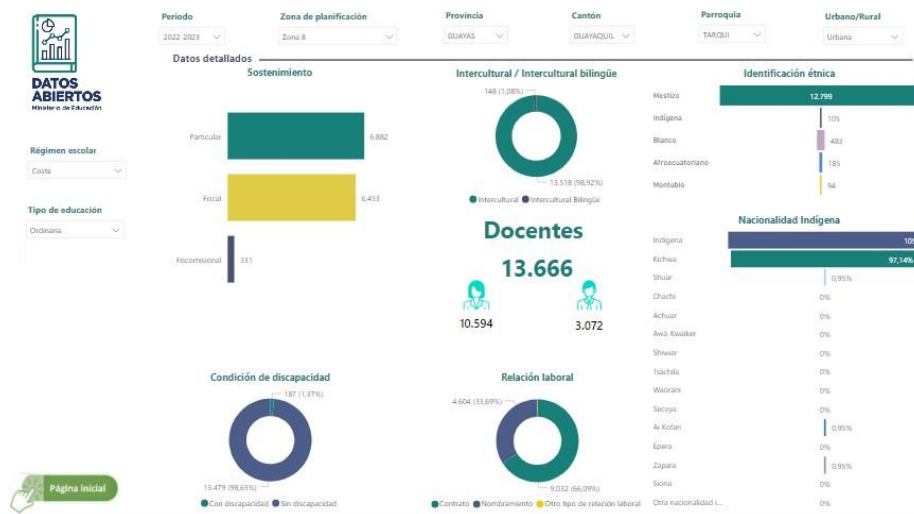 DATOS
ABIERTOS
Ministerio de Educación
Periodo
2022-2023
Zona de planificación
Zona 8
Provincia
GUAYAS
Cantón
GUAYAQUIL
Parroquia
TARQUI
Urbano/Rural
Urbana
Régimen escolar
Costa
Tipo de educación
Ordinaria
Datos detallados
Sostenimiento
Particular
6.882
Fiscal
6.453
Fiscomisional
331
Intercultural / Intercultural bilingüe
148 (1,08%)
13.518 (98,92%)
Intercultural Intercultural Bilingüe
Docentes
13.666
10.594
3.072
Identificación étnica
Mestizo 12.799
Indígena 105
Blanco 483
Afroecuatoriano 185
Montubio 94
Nacionalidad Indígena
Indígena 105
Kichwa 97,14%
Shuar 0,95%
Chachi 0%
Achuar 0%
Awá-Kwaiker 0%
Shiwiar 0%
Tsáchila 0%
Waorani 0%
Secoya 0%
Ai Kofan 0,95%
Epera 0%
Zapara 0,95%
Siona 0%
Otra nacionalidad i... 0%
Condición de discapacidad
187 (1,37%)
13.479 (98,63%)
Con discapacidad Sin discapacidad
Relación laboral
4.604 (33,69%)
9.032 (66,09%)
Contrato Nombramiento Otro tipo de relación laboral
Página inicial